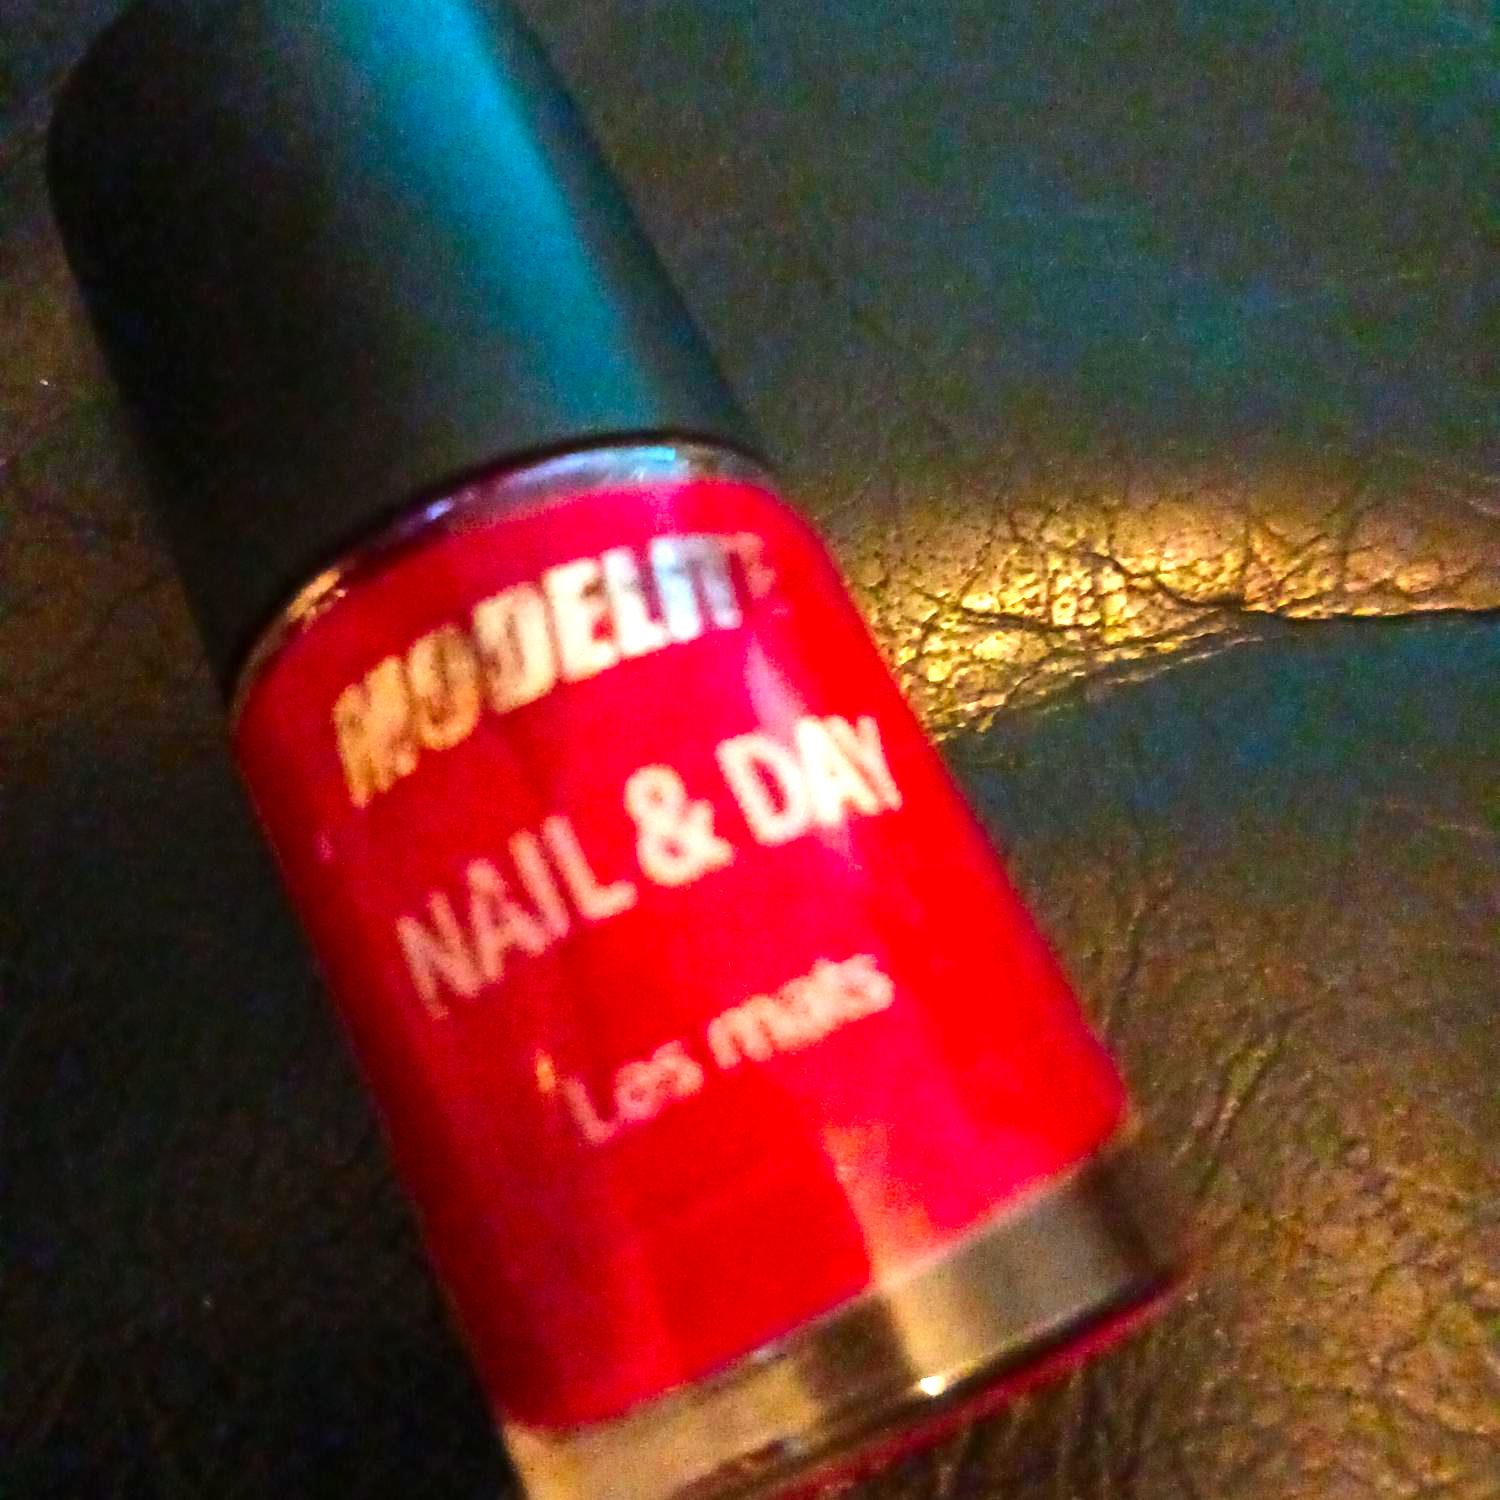 MODELITE
NAIL & DAY
Les mats